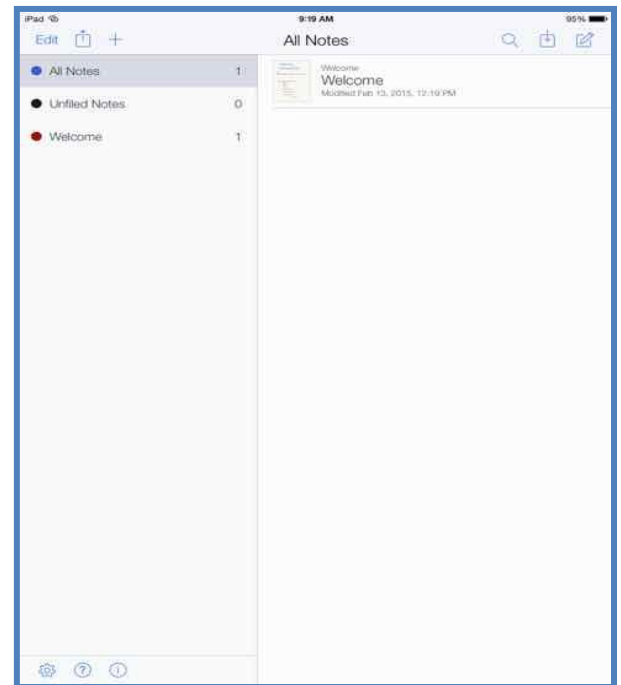 iPad
9:19 AM
95%
Edit
All Notes
All Notes 1
Unfiled Notes 0
Welcome 1
Welcome
Welcome
Modified Feb 13, 2015, 12:19 PM